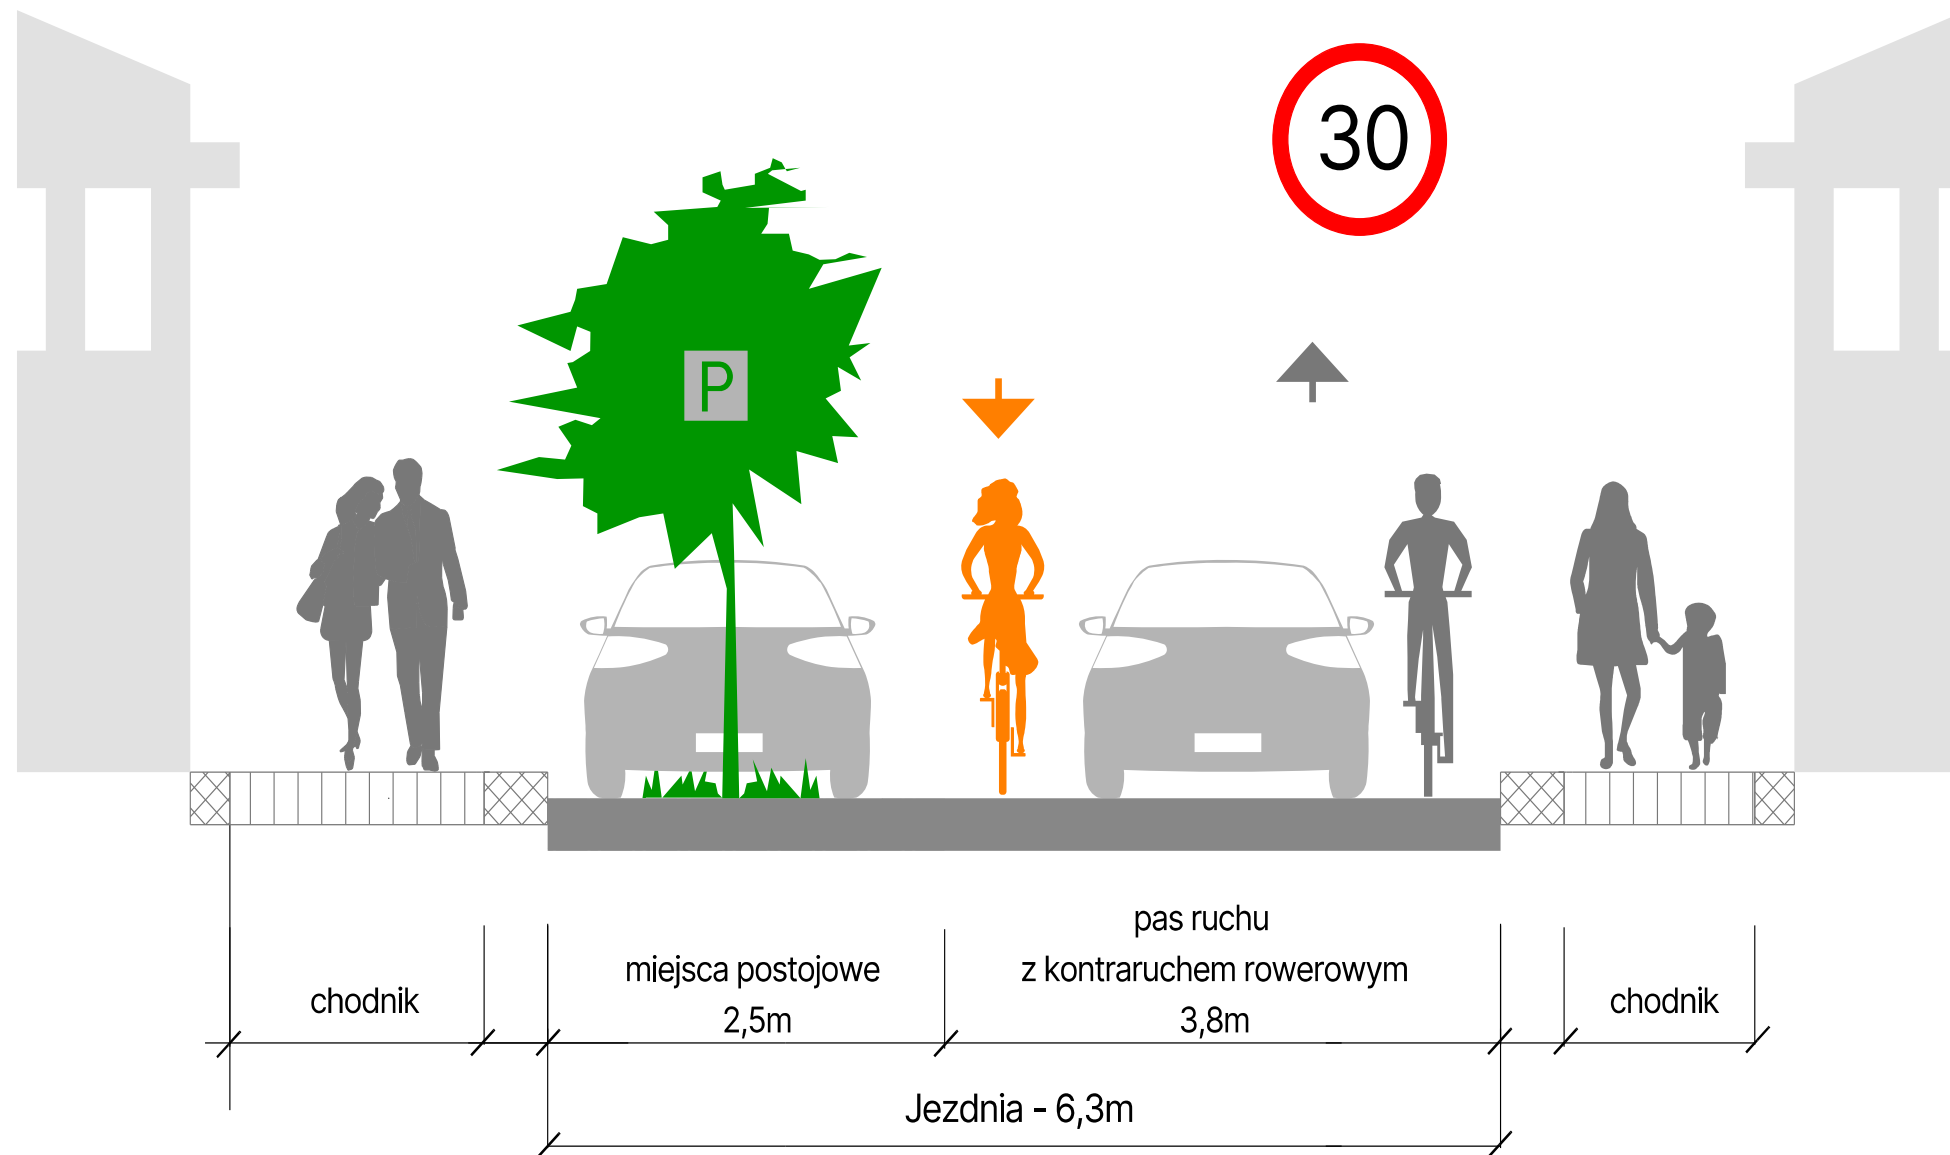 30
P
pas ruchu
miejsca postojowe
z kontraruchem rowerowym
chodnik
chodnik
2,5m
3,8m
Jezdnia - 6,3m